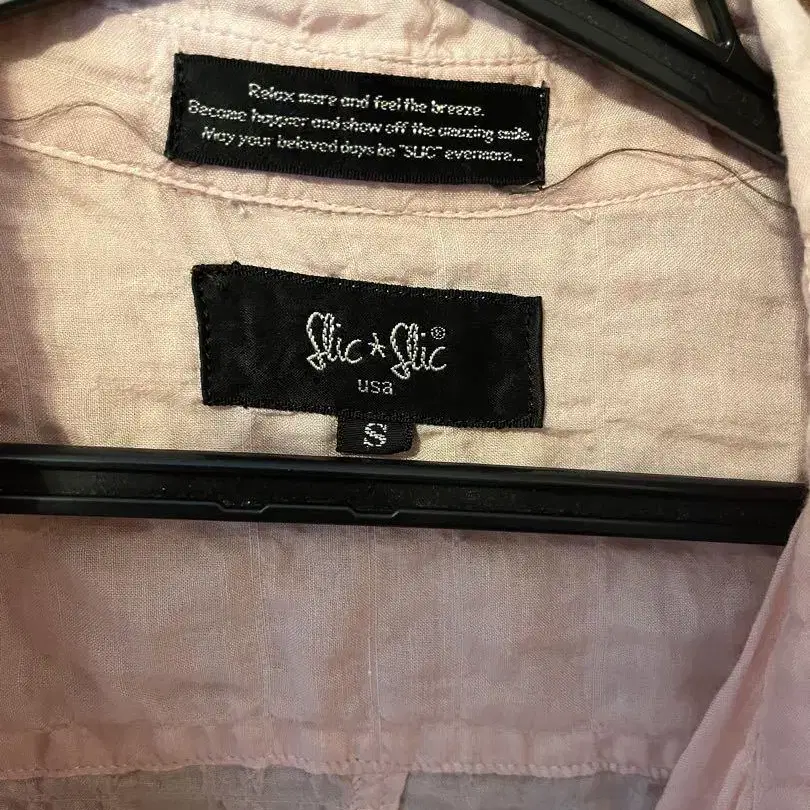 Relax more and feel the breeze.
Become happier and show off the amazing smile.
May your beloved days be "SLIC" evermore...
Slic * Slic ®
usa
S